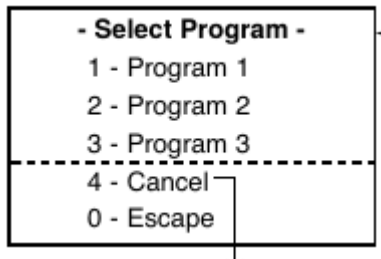 - Select Program -
1 - Program 1
2 - Program 2
3 - Program 3
4 - Cancel
0 - Escape